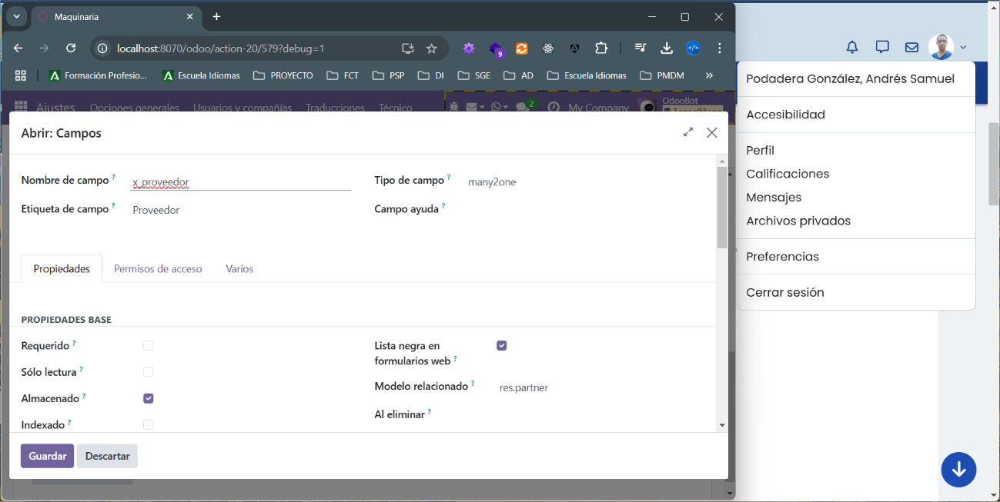 Maquinaria
localhost:8070/odoo/action-20/579?debug=1
9
Formación Profesio...
Escuela Idiomas
PROYECTO
FCT
PSP
DI
SGE
AD
Escuela Idiomas
PMDM
»
Ajustes
Opciones generales
Usuarios y compañías
Traducciones
Técnico
2
My Company
OdooBot
Abrir: Campos
Nombre de campo ?
x_proveedor
Tipo de campo ?
many2one
Etiqueta de campo ?
Proveedor
Campo ayuda ?
Propiedades
Permisos de acceso
Varios
PROPIEDADES BASE
Requerido ?
Lista negra en
formularios web ?
Sólo lectura ?
Modelo relacionado ?
res.partner
Almacenado ?
Al eliminar ?
Indexado ?
Guardar
Descartar
Podadera González, Andrés Samuel
Accesibilidad
Perfil
Calificaciones
Mensajes
Archivos privados
Preferencias
Cerrar sesión